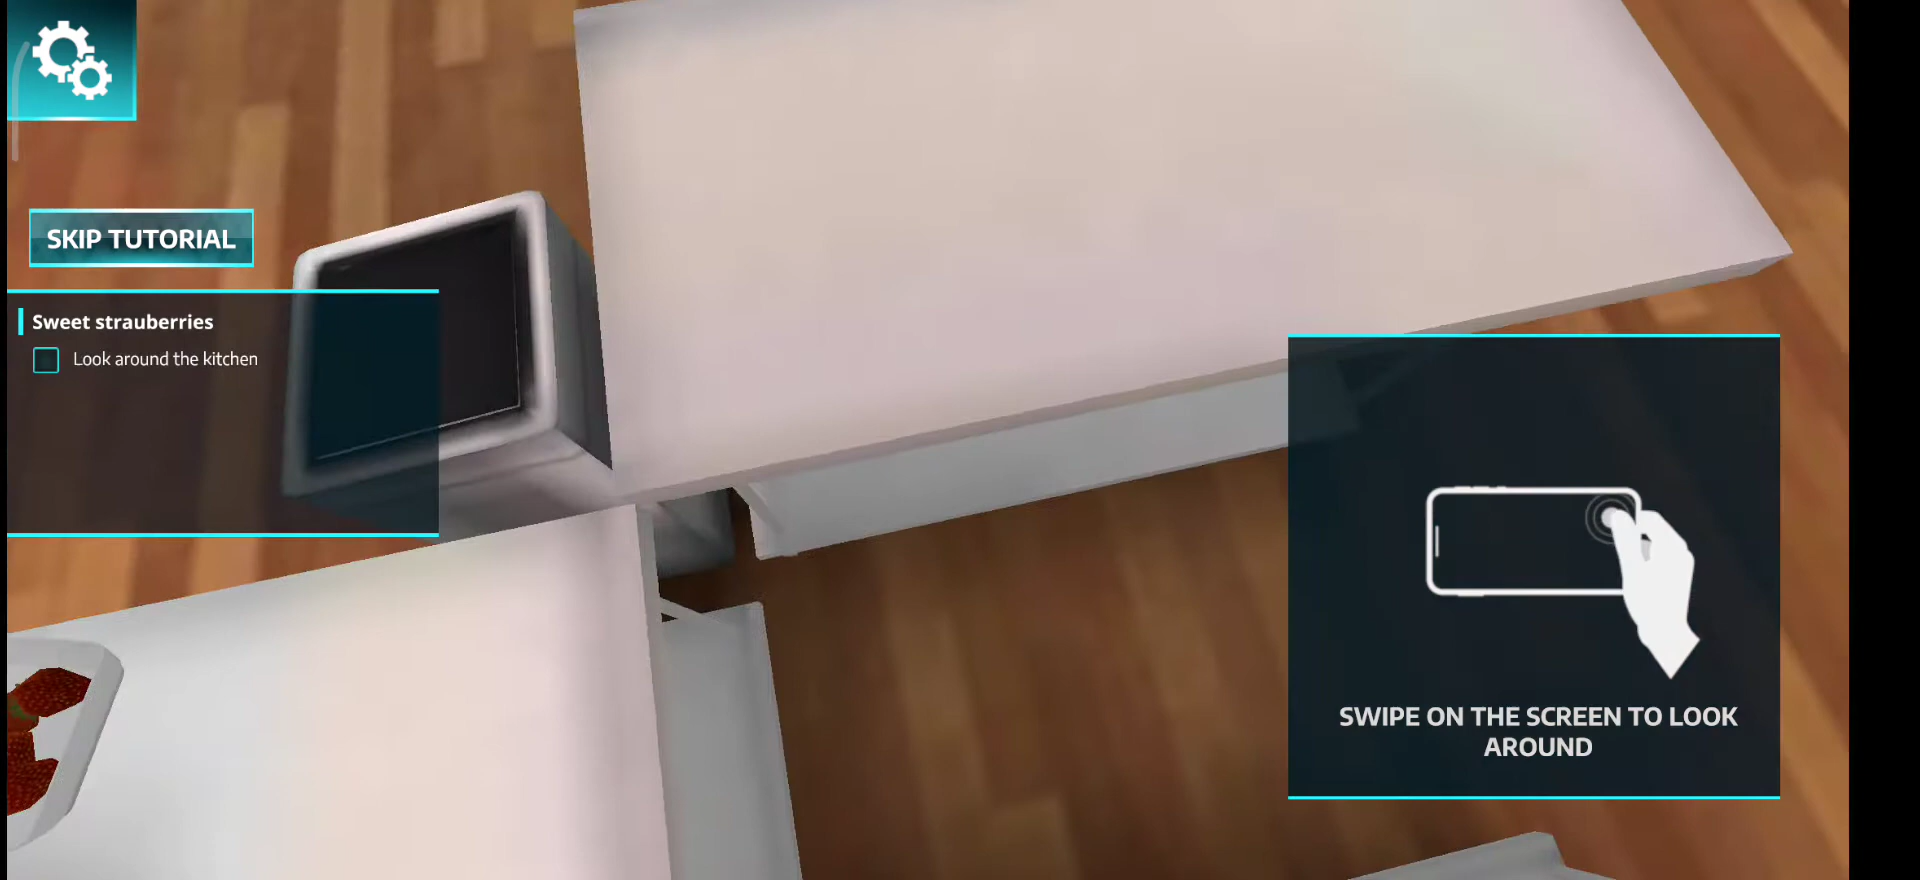 SKIP TUTORIAL
Sweet strauberries
Look around the kitchen
SWIPE ON THE SCREEN TO LOOK
AROUND